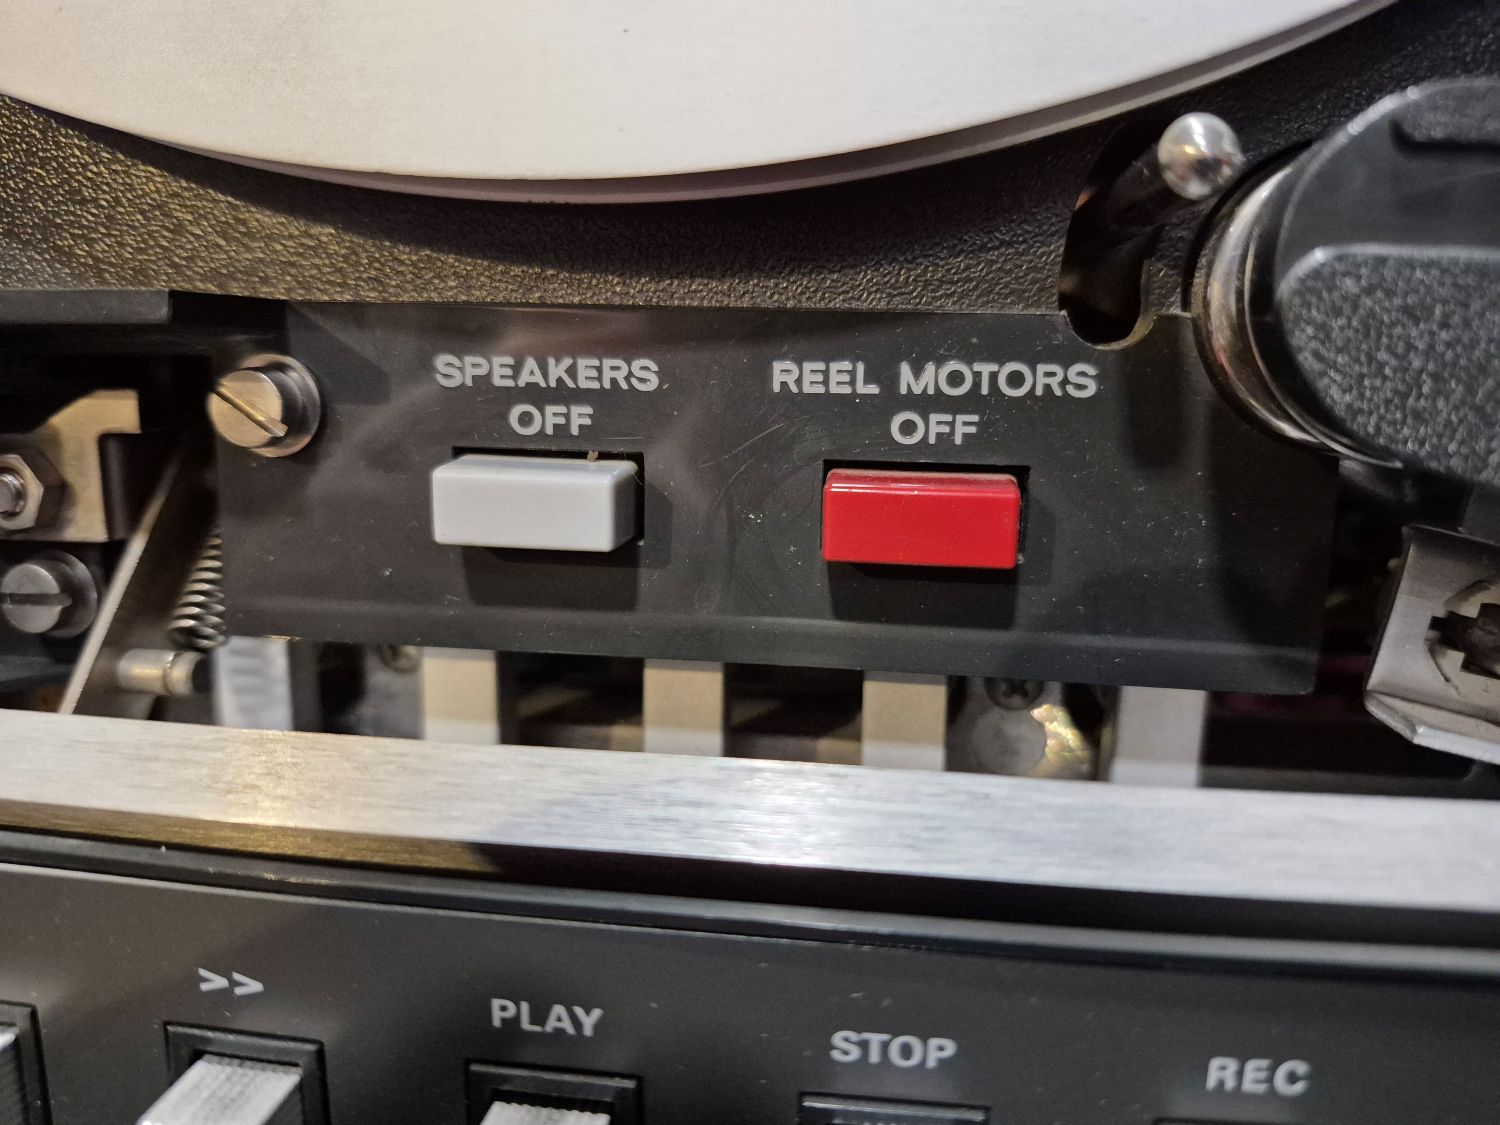 SPEAKERS
OFF
REEL MOTORS
OFF
>>
PLAY
STOP
REC